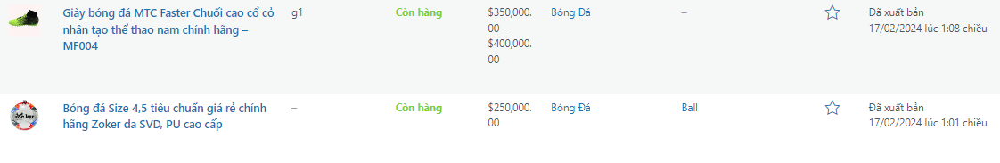 Giày bóng đá MTC Faster Chuối cao cổ cỏ
nhân tạo thể thao nam chính hãng –
MF004
g1
Còn hàng
$350,000.
00 –
$400,000.
00
Bóng Đá
–
Đã xuất bản
17/02/2024 lúc 1:08 chiều
Bóng đá Size 4,5 tiêu chuẩn giá rẻ chính
hãng Zoker da SVD, PU cao cấp
–
Còn hàng
$250,000.
00
Bóng Đá
Ball
Đã xuất bản
17/02/2024 lúc 1:01 chiều